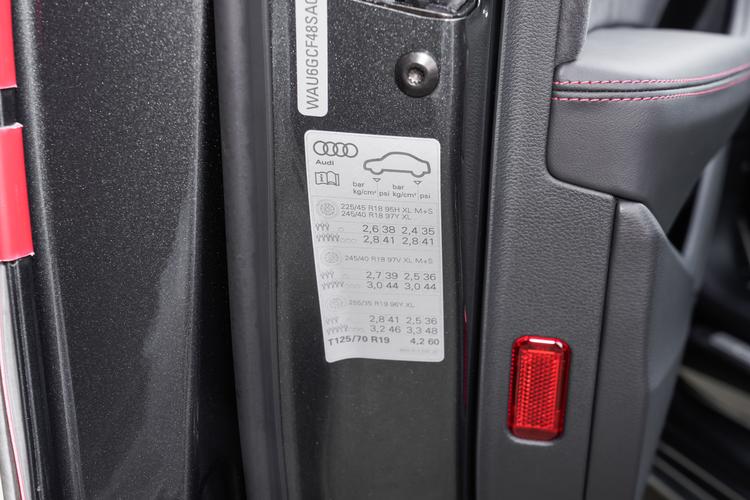 WAU6GCF48SA
Audi
bar bar
kg/cm² psi kg/cm² psi
225/45 R18 95H XL M+S
245/40 R18 97Y XL
2,6 38 2,4 35
2,8 41 2,8 41
245/40 R18 97V XL M+S
2,7 39 2,5 36
3,0 44 3,0 44
255/35 R19 96Y XL
2,8 41 2,5 36
3,2 46 3,3 48
T125/70 R19 4,2 60